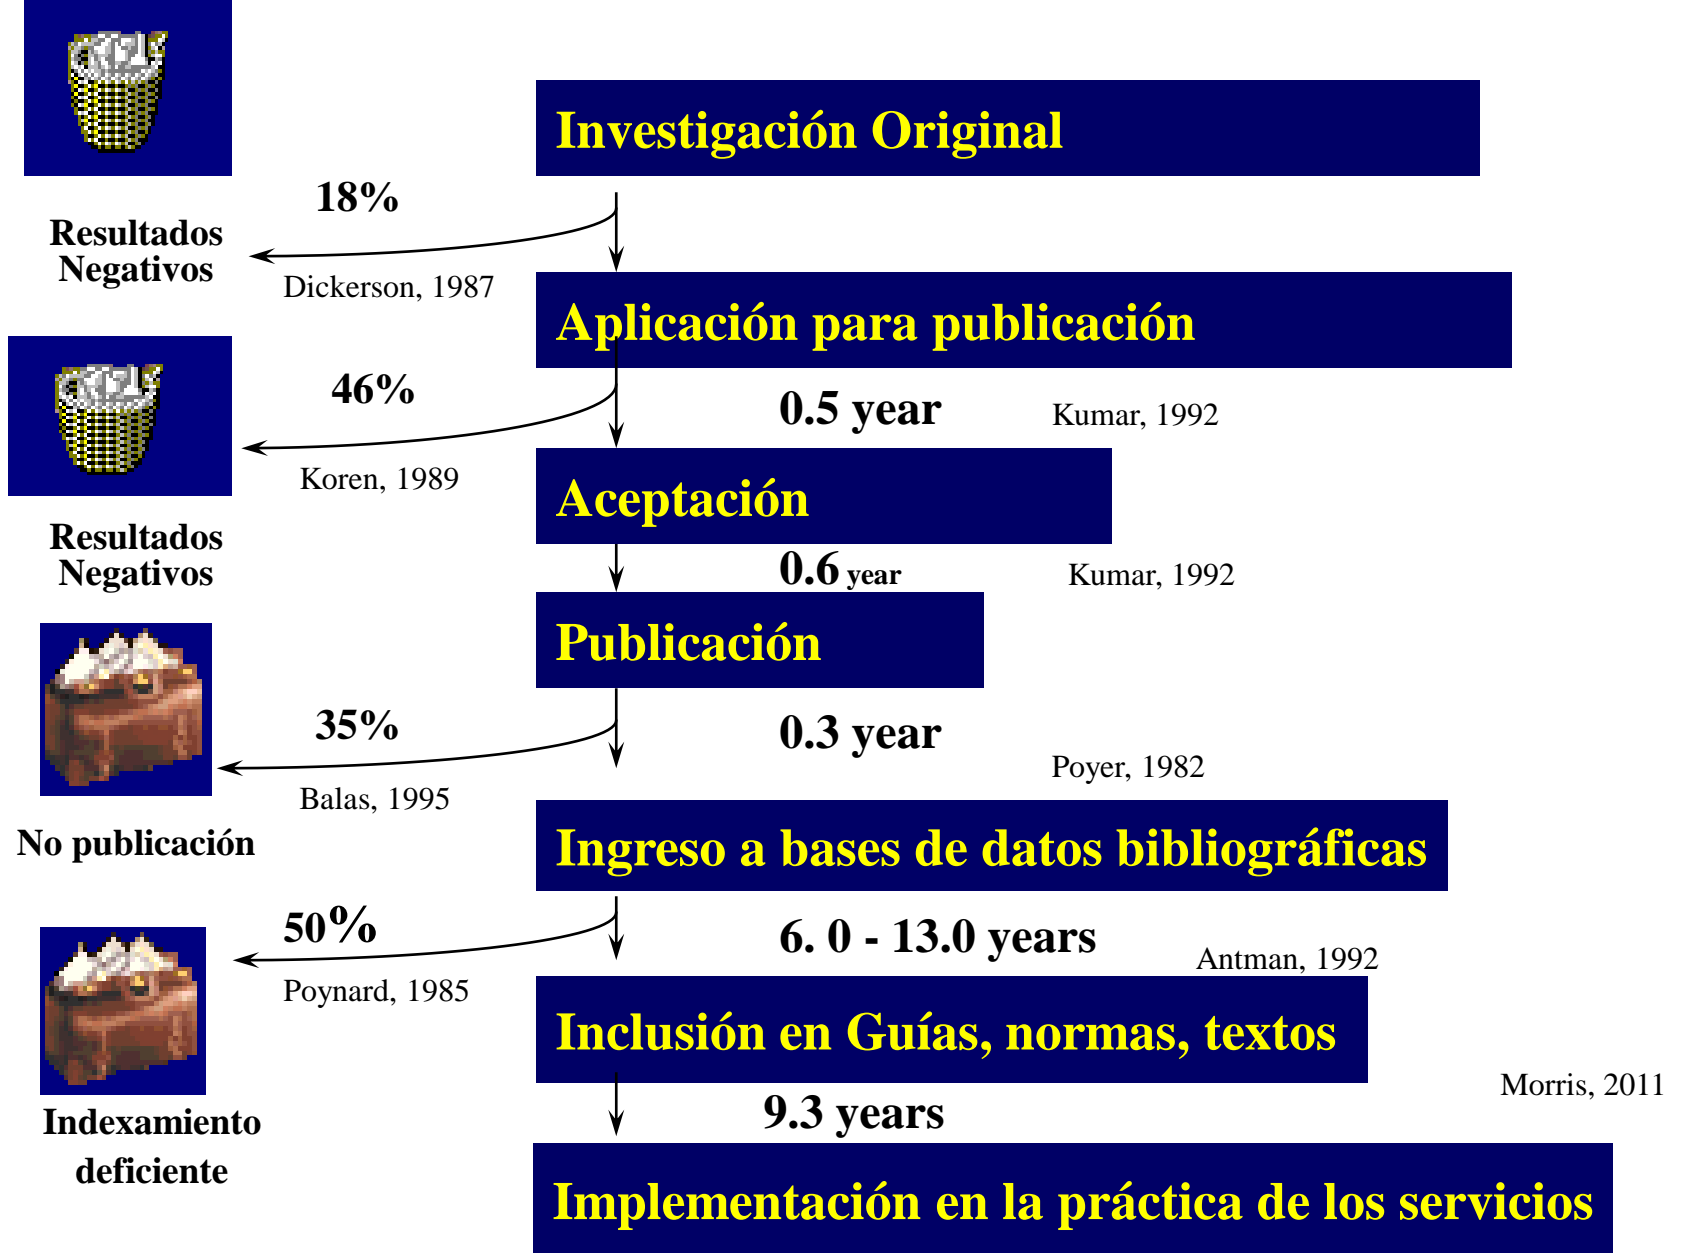 Investigación Original
18%
Resultados
Negativos
Dickerson, 1987
Aplicación para publicación
46%
0.5 year
Kumar, 1992
Koren, 1989
Aceptación
Resultados
Negativos
0.6 year
Kumar, 1992
Publicación
35%
0.3 year
Poyer, 1982
Balas, 1995
No publicación
Ingreso a bases de datos bibliográficas
50%
6. 0 - 13.0 years
Antman, 1992
Poynard, 1985
Inclusión en Guías, normas, textos
Morris, 2011
9.3 years
Indexamiento
deficiente
Implementación en la práctica de los servicios